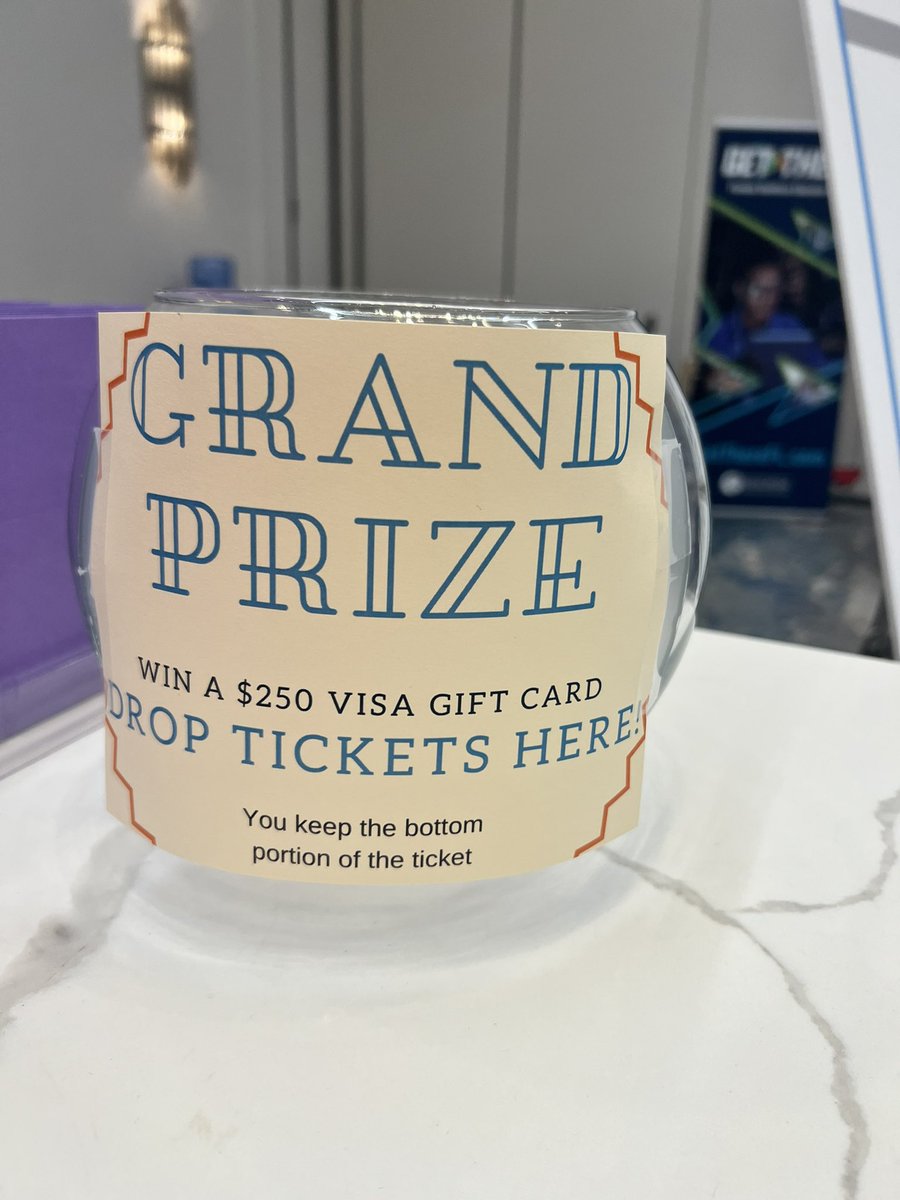 GRAND
PRIZE
WIN A $250 VISA GIFT CARD
DROP TICKETS HERE!
You keep the bottom
portion of the ticket